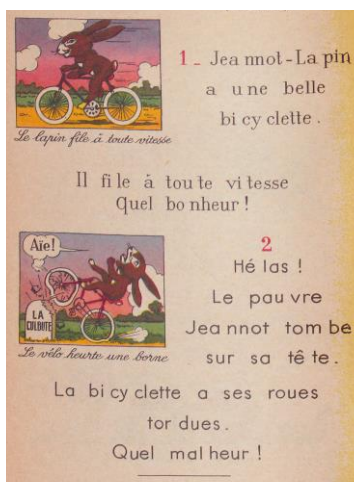 1 - Jea nnot - La pin
a u ne belle
bi cy clette .
Le lapin file à toute vitesse
Il fi le à tou te vi tesse
Quel bo nheur !
Aïe!
LA
CULBUTE
Le vélo heurte une borne
2
Hé las !
Le pau vre
Jea nnot tom be
sur sa tê te .
La bi cy clette a ses roues
tor dues .
Quel mal heur !